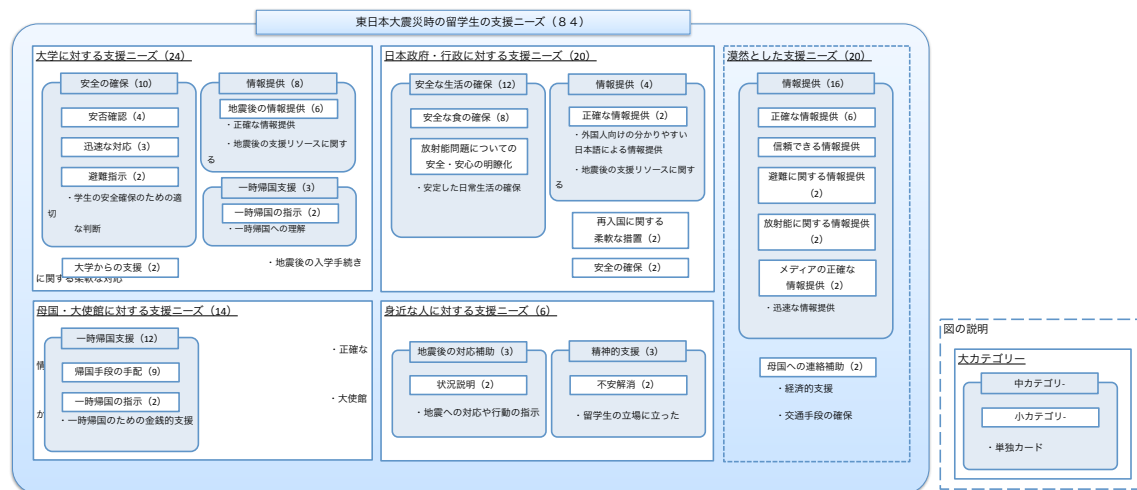 東日本大震災時の留学生の支援ニーズ（８４）
大学に対する支援ニーズ（24）
安全の確保（10）
安否確認（4）
迅速な対応（3）
避難指示（2）
・学生の安全確保のための適
切
な判断
大学からの支援（2）
情報提供（8）
地震後の情報提供（6）
・正確な情報提供
・地震後の支援リソースに関す
る
一時帰国支援（3）
一時帰国の指示（2）
・一時帰国への理解
・地震後の入学手続き
に関する柔軟な対応
日本政府・行政に対する支援ニーズ（20）
安全な生活の確保（12）
安全な食の確保（8）
放射能問題についての
安全・安心の明瞭化
・安定した日常生活の確保
情報提供（4）
正確な情報提供（2）
・外国人向けの分かりやすい
日本語による情報提供
・地震後の支援リソースに関す
る
再入国に関する
柔軟な措置（2）
安全の確保（2）
漠然とした支援ニーズ（20）
情報提供（16）
正確な情報提供（6）
信頼できる情報提供
避難に関する情報提供
（2）
放射能に関する情報提供
（2）
メディアの正確な
情報提供（2）
・迅速な情報提供
母国への連絡補助（2）
・経済的支援
・交通手段の確保
母国・大使館に対する支援ニーズ（14）
一時帰国支援（12）
帰国手段の手配（9）
一時帰国の指示（2）
・一時帰国のための金銭的支援
・正確な
情
・大使館
か
身近な人に対する支援ニーズ（6）
地震後の対応補助（3）
状況説明（2）
・地震への対応や行動の指示
精神的支援（3）
不安解消（2）
・留学生の立場に立った
図の説明
大カテゴリー
中カテゴリ-
小カテゴリ-
・単独カード